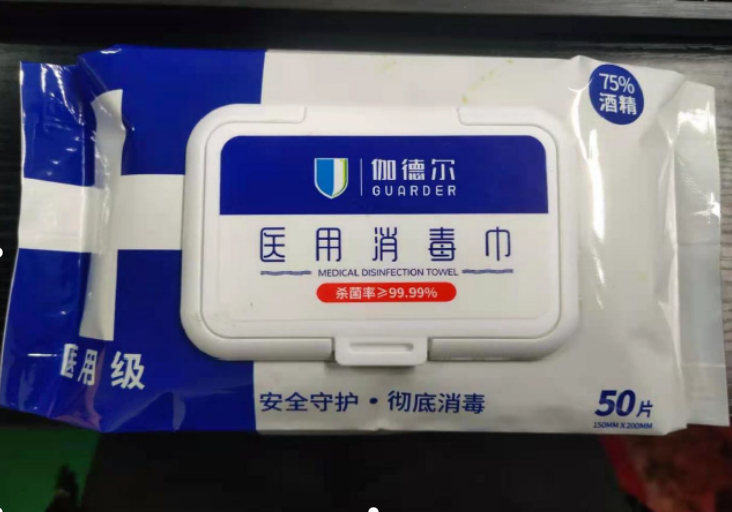 75%
酒精
伽德尔
GUARDER
医用消毒巾
MEDICAL DISINFECTION TOWEL
杀菌率≥99.99%
医用级
安全守护·彻底消毒
50片
150MM X 200MM